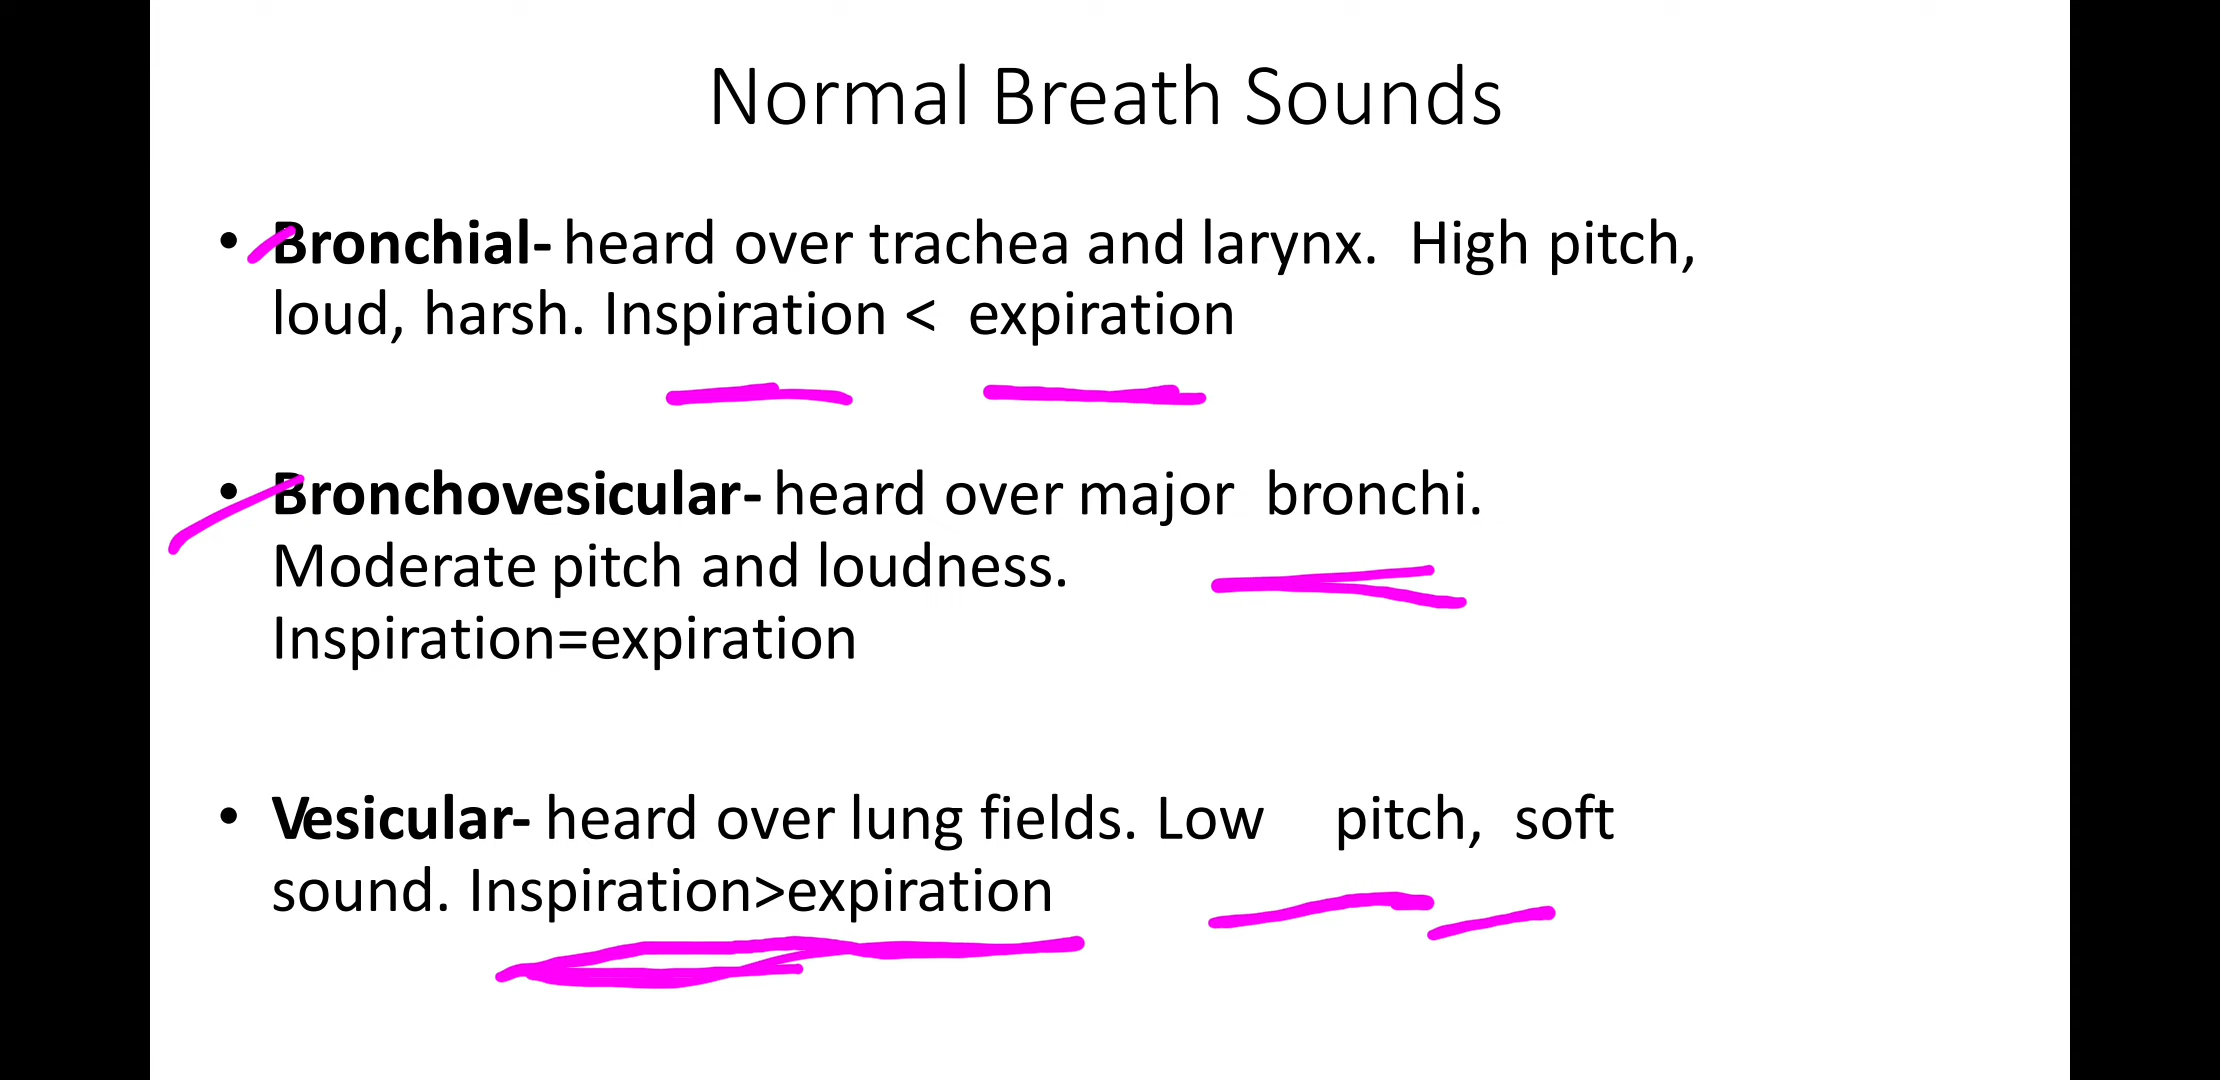 Normal Breath Sounds
• Bronchial- heard over trachea and larynx. High pitch,
loud, harsh. Inspiration < expiration
• Bronchovesicular- heard over major bronchi.
Moderate pitch and loudness.
Inspiration=expiration
• Vesicular- heard over lung fields. Low pitch, soft
sound. Inspiration>expiration